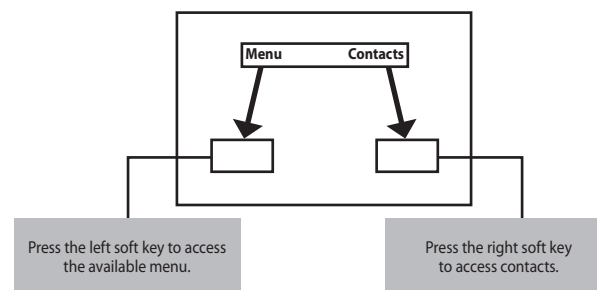 Menu Contacts
Press the left soft key to access
the available menu.
Press the right soft key
to access contacts.